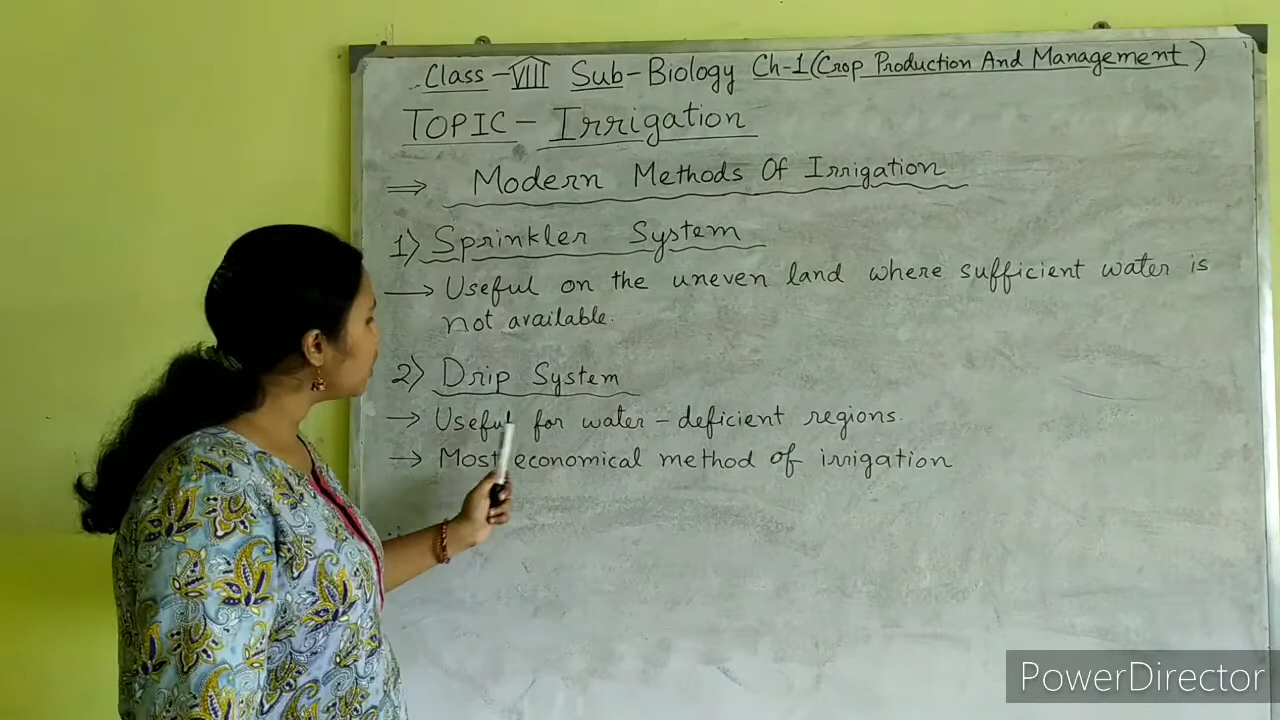 Class - VIII Sub - Biology Ch-1 (Crop Production And Management)
TOPIC - Irrigation
⇒ Modern Methods Of Irrigation
1) Sprinkler System
→ Useful on the uneven land where sufficient water is
not available.
2) Drip System
→ Useful for water - deficient regions.
→ Most economical method of irrigation
PowerDirector